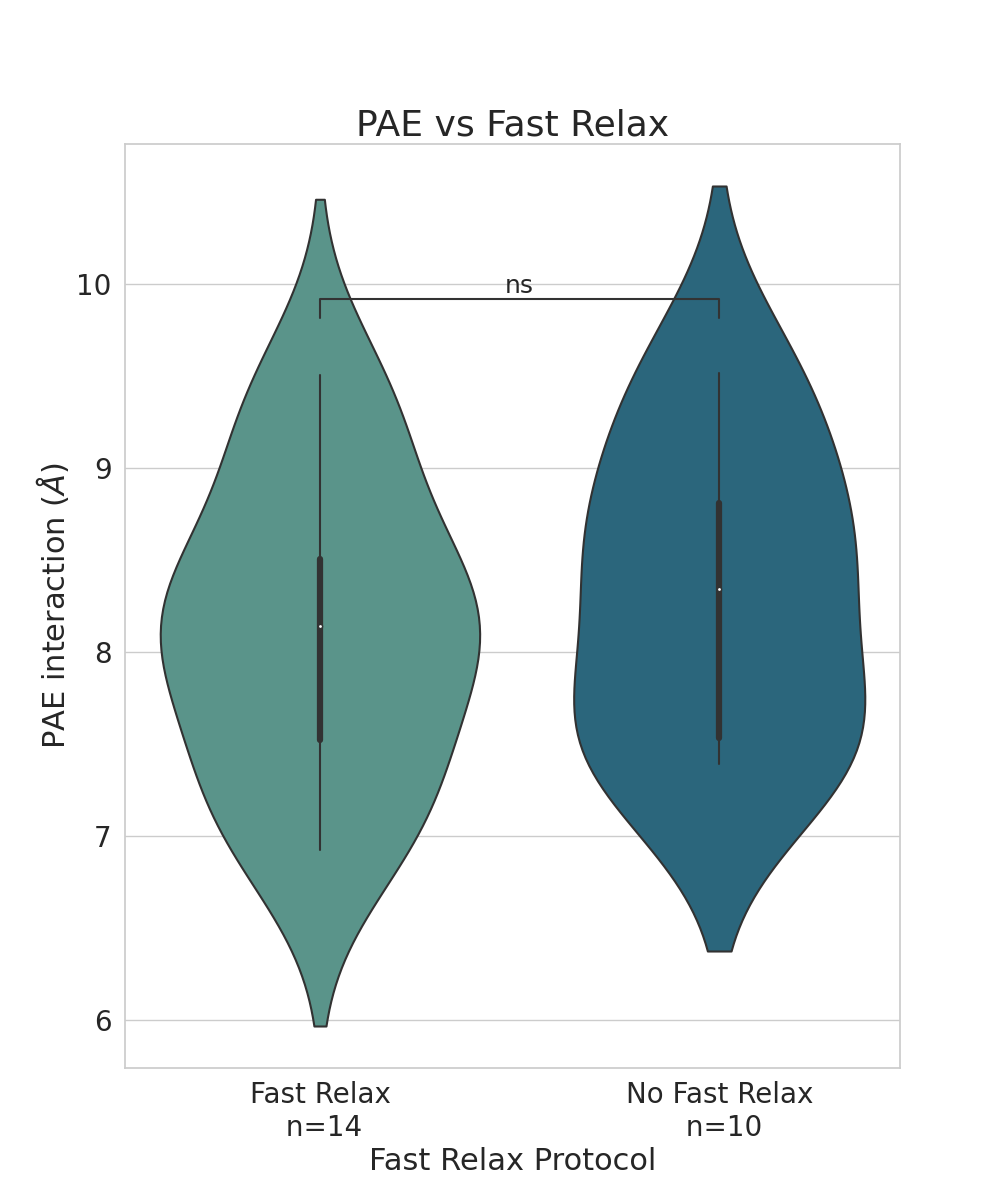 PAE vs Fast Relax
ns
PAE interaction (Å)
10
9
8
7
6
Fast Relax
n=14
No Fast Relax
n=10
Fast Relax Protocol